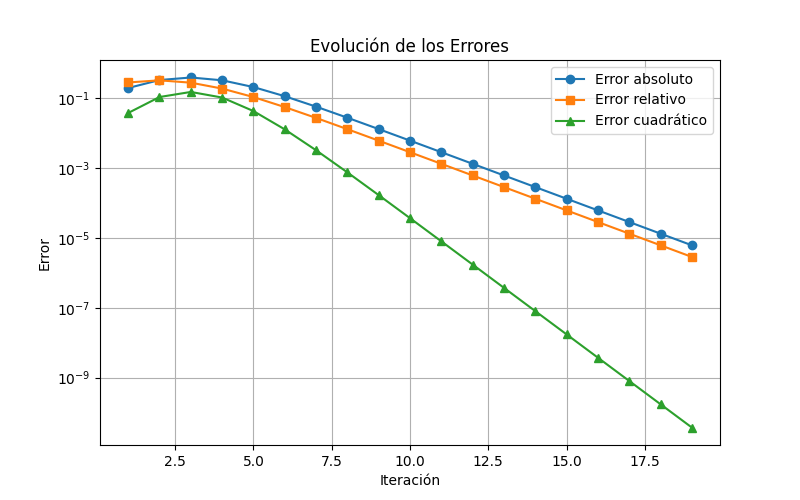 Evolución de los Errores
Error absoluto
Error relativo
Error cuadrático
Error
10⁻¹
10⁻³
10⁻⁵
10⁻⁷
10⁻⁹
2.5 5.0 7.5 10.0 12.5 15.0 17.5
Iteración